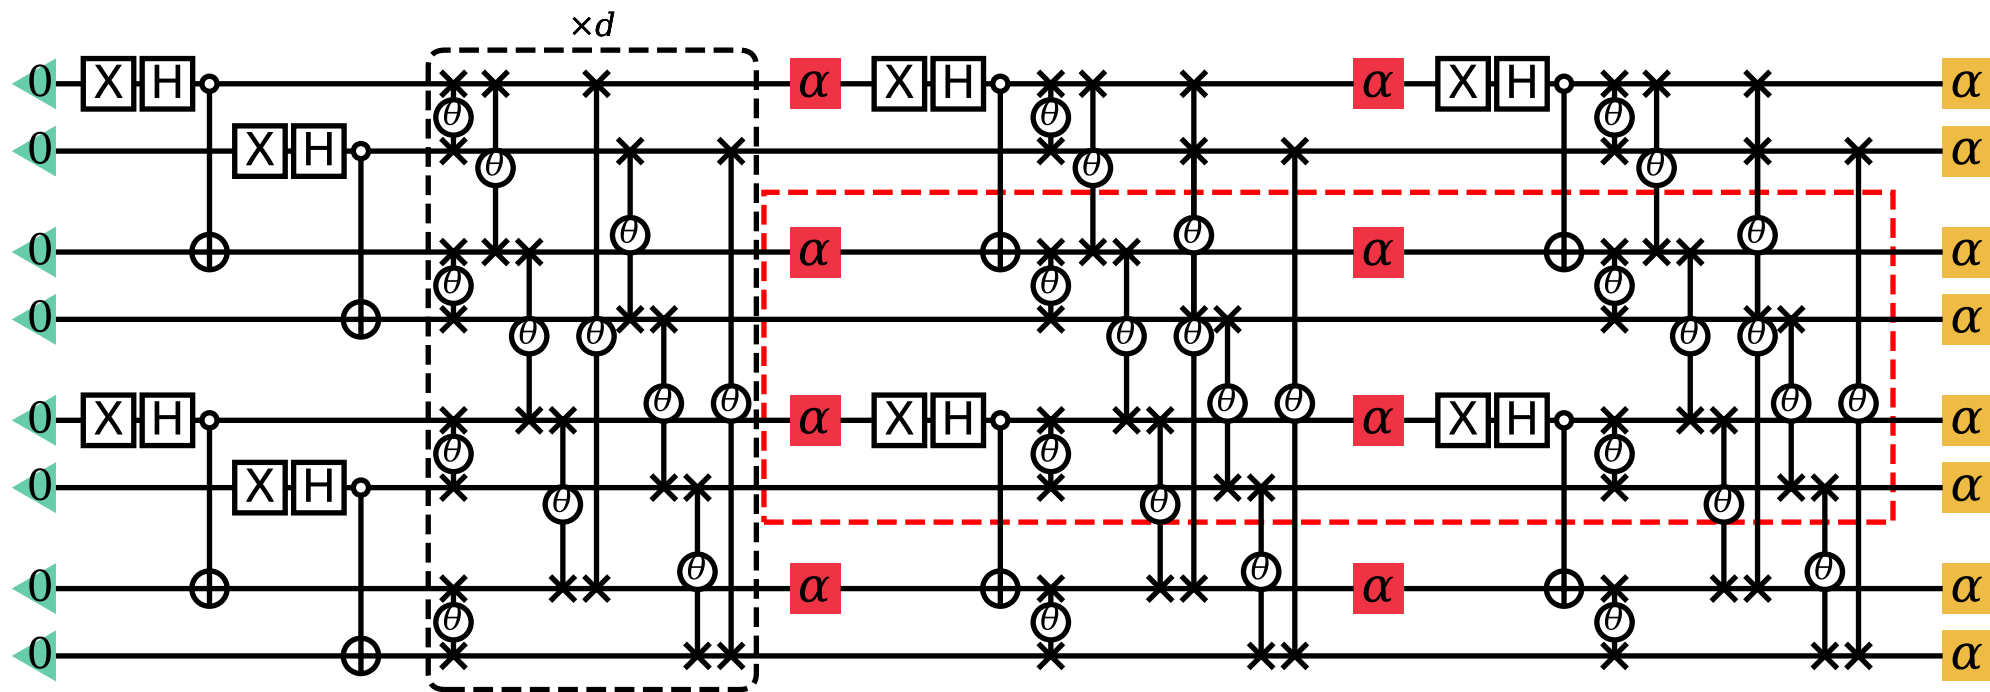 ×d
0 X H α X H α X H α
θ θ θ
0 X H θ θ θ α
0 α θ α θ α
θ θ θ θ θ θ
0 θ θ θ θ θ θ α
0 X H θ θ α X H θ θ α X H θ θ α
θ θ θ
0 X H θ θ θ α
θ θ θ
0 α α α
θ θ θ
0 α